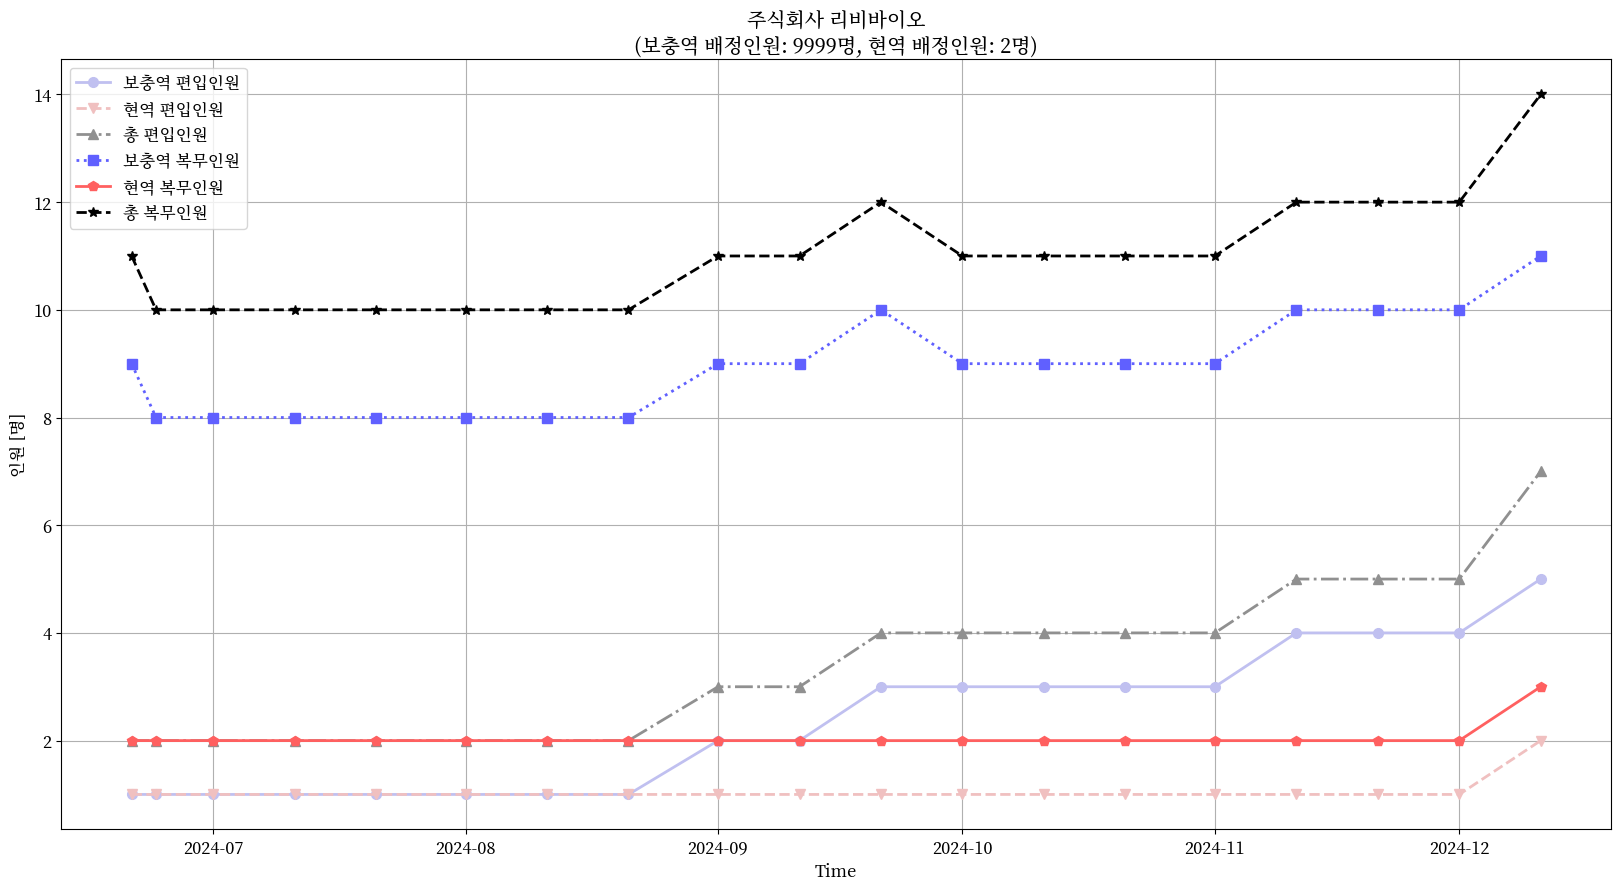 주식회사 리비바이오
(보충역 배정인원: 9999명, 현역 배정인원: 2명)
보충역 편입인원
현역 편입인원
총 편입인원
보충역 복무인원
현역 복무인원
총 복무인원
인원 [명]
14
12
10
8
6
4
2
2024-07
2024-08
2024-09
2024-10
2024-11
2024-12
Time